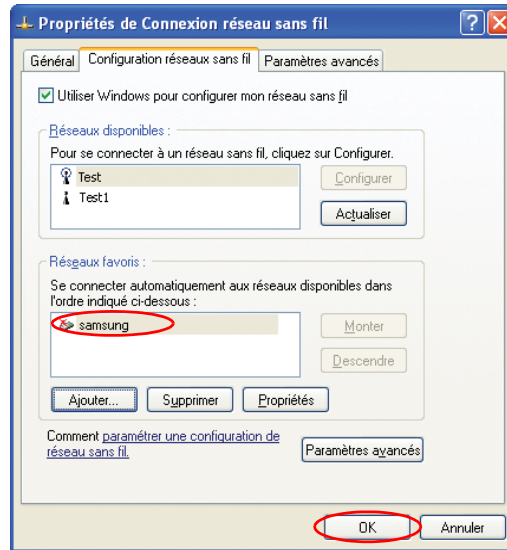 Propriétés de Connexion réseau sans fil
Général Configuration réseaux sans fil Paramètres avancés
Utiliser Windows pour configurer mon réseau sans fil
Réseaux disponibles :
Pour se connecter à un réseau sans fil, cliquez sur Configurer.
Test
Configurer
Test1
Actualiser
Réseaux favoris :
Se connecter automatiquement aux réseaux disponibles dans
l'ordre indiqué ci-dessous :
samsung
Monter
Descendre
Ajouter... Supprimer Propriétés
Comment paramétrer une configuration de
réseau sans fil.
Paramètres avancés
OK Annuler